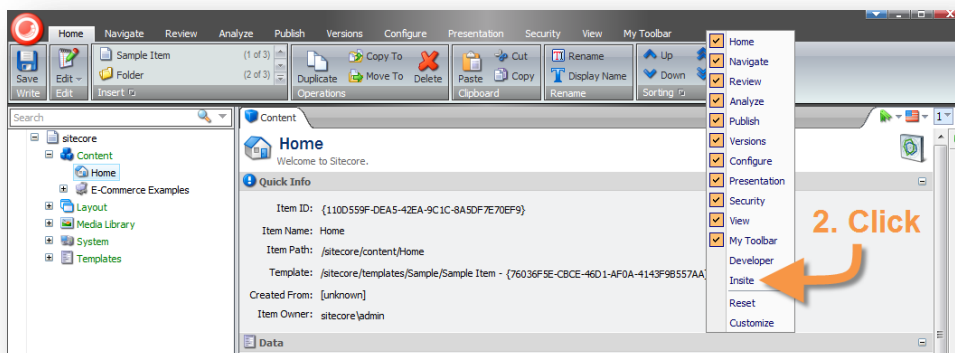 Home Navigate Review Analyze Publish Versions Configure Presentation Security View My Toolbar
Save
Write
Edit
Edit
Sample Item
Folder
(1 of 3)
(2 of 3)
Insert
Duplicate
Copy To
Move To
Delete
Operations
Paste
Cut
Copy
Clipboard
Rename
Display Name
Rename
Up
Down
Sorting
Home
Navigate
Review
Analyze
Publish
Versions
Configure
Presentation
Security
View
My Toolbar
Developer
Insite
Reset
Customize
2. Click
Search
sitecore
Content
Home
E-Commerce Examples
Layout
Media Library
System
Templates
Content
1
Home
Welcome to Sitecore.
Quick Info
Item ID: {110D559F-DEA5-42EA-9C1C-8A5DF7E70EF9}
Item Name: Home
Item Path: /sitecore/content/Home
Template: /sitecore/templates/Sample/Sample Item - {76036F5E-CBCE-46D1-AF0A-4143F9B557AA}
Created From: [unknown]
Item Owner: sitecore\admin
Data